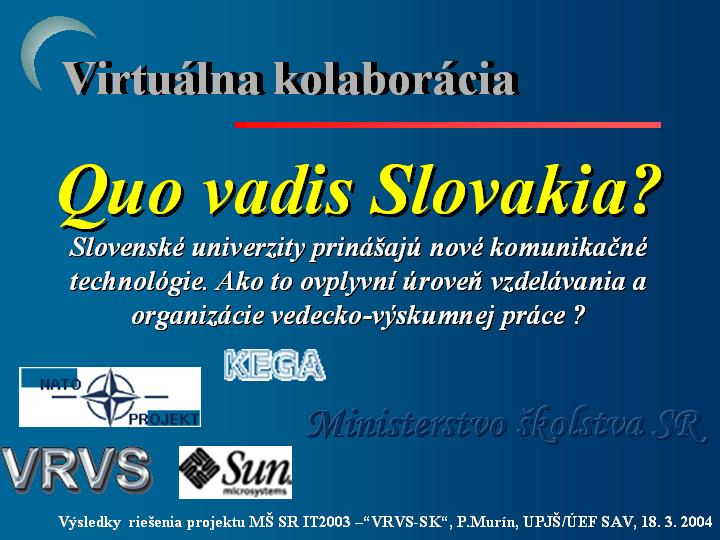 Virtuálna kolaborácia
Quo vadis Slovakia?
Slovenské univerzity prinášajú nové komunikačné
technológie. Ako to ovplyvní úroveň vzdelávania a
organizácie vedecko-výskumnej práce ?
KEGA
NATO
PROJEKT
Ministerstvo školstva SR
VRVS
Sun
microsystems
Výsledky riešenia projektu MŠ SR IT2003 –“VRVS-SK“, P.Murín, UPJŠ/ÚEF SAV, 18. 3. 2004